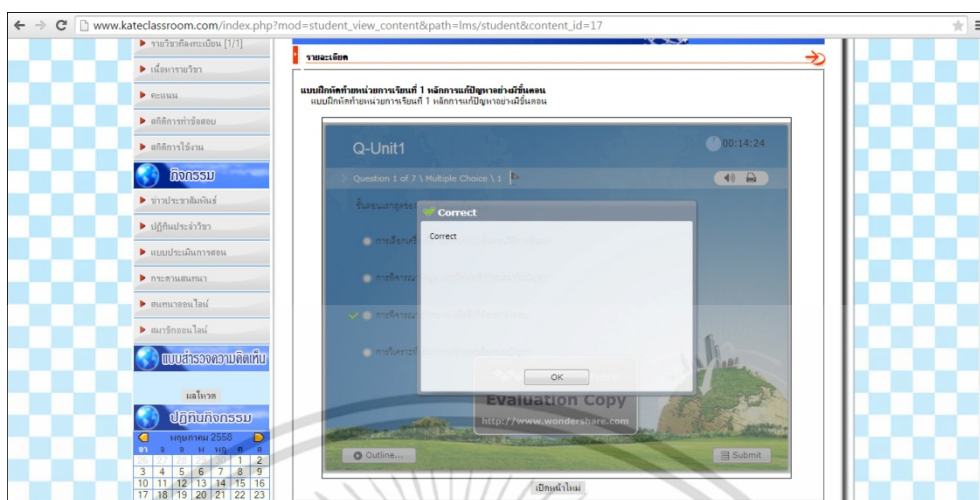 www.kateclassroom.com/index.php?mod=student_view_content&path=lms/student&content_id=17
รายวิชาที่ลงทะเบียน [1/1]
เนื้อหารายวิชา
คะแนน
สถิติการทำข้อสอบ
สถิติการใช้งาน
กิจกรรม
ข่าวประชาสัมพันธ์
ปฏิทินประจำวิชา
แบบประเมินการสอน
กระดานสนทนา
สนทนาออนไลน์
สมาชิกออนไลน์
แบบสำรวจความคิดเห็น
ผลโหวต
ปฏิทินกิจกรรม
พฤษภาคม 2558
อา จ อ พ พฤ ศ ส
26 27 28 29 30 1 2
3 4 5 6 7 8 9
10 11 12 13 14 15 16
17 18 19 20 21 22 23
รายละเอียด
แบบฝึกหัดท้ายหน่วยการเรียนที่ 1 หลักการแก้ปัญหาอย่างมีขั้นตอน
แบบฝึกหัดท้ายหน่วยการเรียนที่ 1 หลักการแก้ปัญหาอย่างมีขั้นตอน
Q-Unit1
00:14:24
Question 1 of 7 \ Multiple Choice \ 1
Correct
Correct
OK
Evaluation Copy
http://www.wondershare.com
Outline...
Submit
เปิดหน้าใหม่